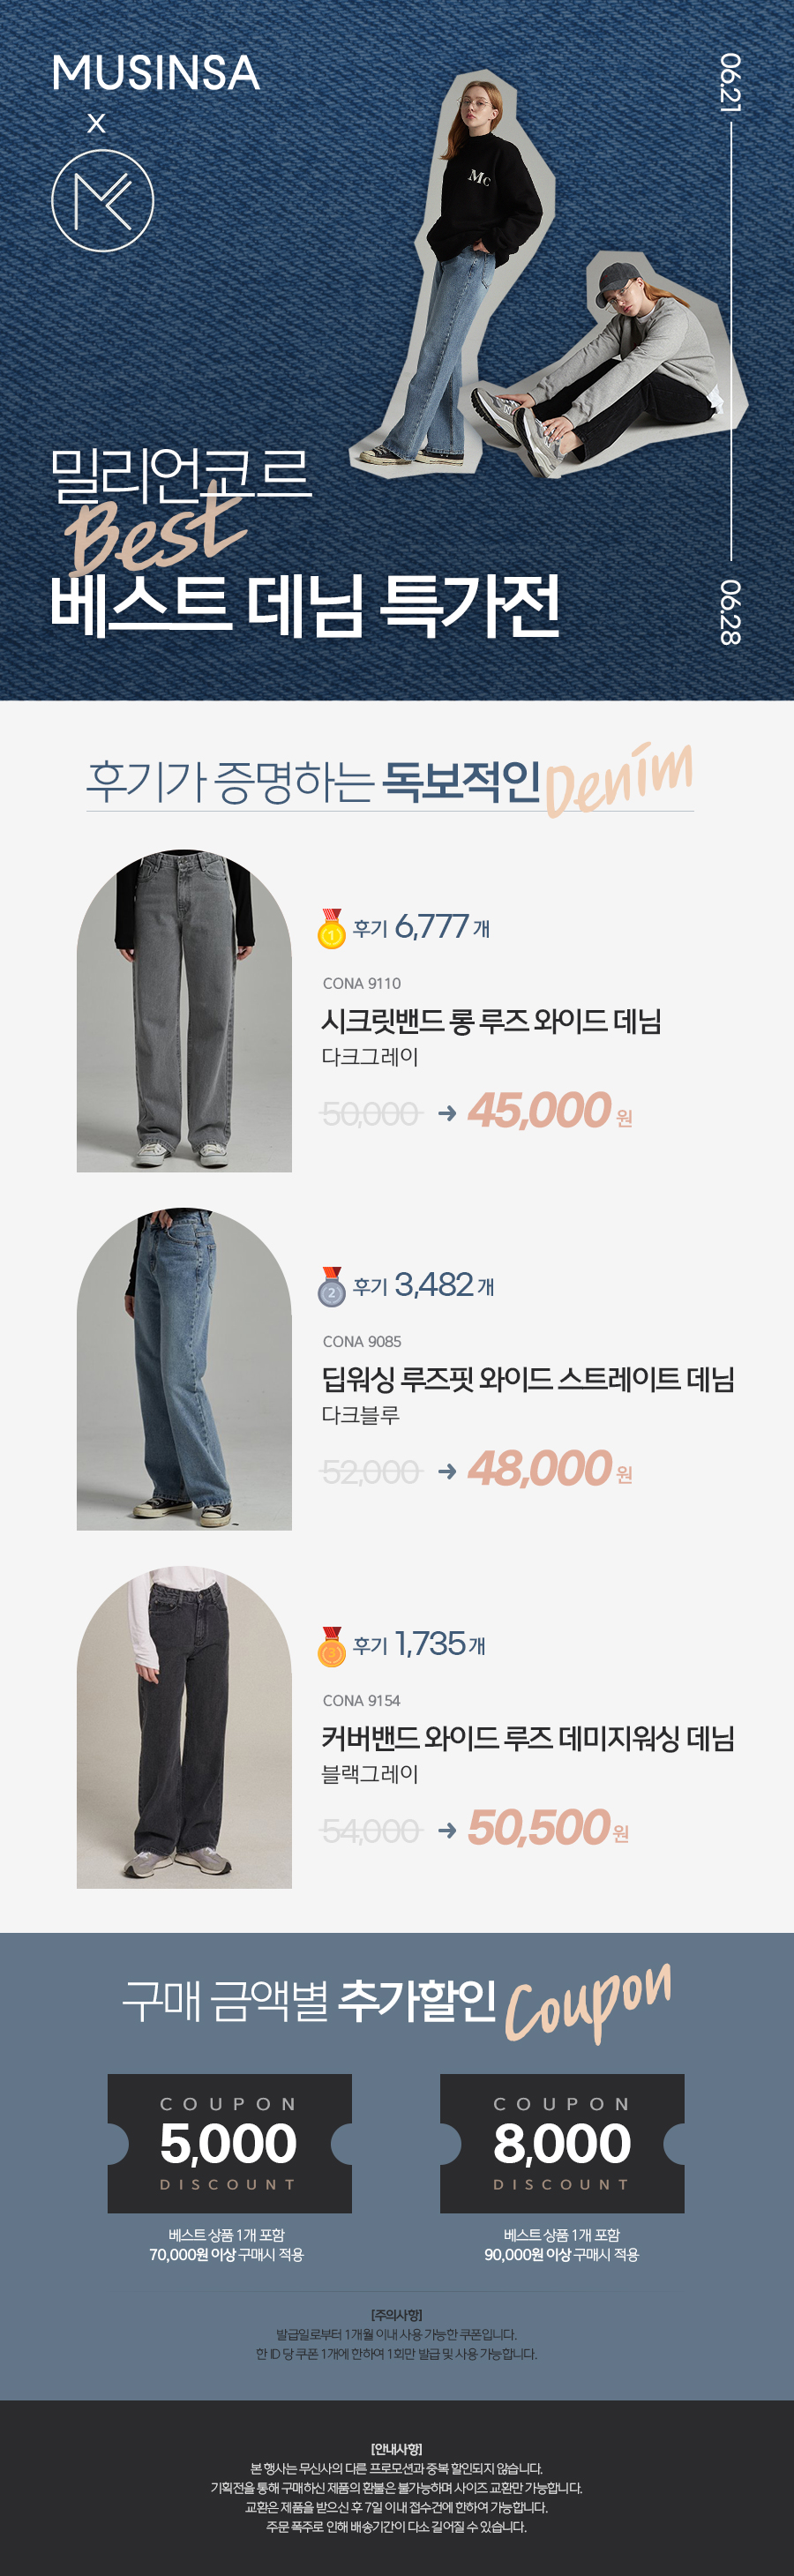 MUSINSA
x
MK
06.21
Mc
밀리언코르
Best
베스트 데님 특가전
06.28
후기가 증명하는 독보적인 Denim
1 후기 6,777 개
CONA 9110
시크릿밴드 롱 루즈 와이드 데님
다크그레이
50,000 → 45,000 원
2 후기 3,482 개
CONA 9085
딥워싱 루즈핏 와이드 스트레이트 데님
다크블루
52,000 → 48,000 원
3 후기 1,735 개
CONA 9154
커버밴드 와이드 루즈 데미지워싱 데님
블랙그레이
54,000 → 50,500 원
구매 금액별 추가할인 Coupon
COUPON
5,000
DISCOUNT
베스트 상품 1개 포함
70,000원 이상 구매시 적용
COUPON
8,000
DISCOUNT
베스트 상품 1개 포함
90,000원 이상 구매시 적용
[주의사항]
발급일로부터 1개월 이내 사용 가능한 쿠폰입니다.
한 ID 당 쿠폰 1개에 한하여 1회만 발급 및 사용 가능합니다.
[안내사항]
본 행사는 무신사의 다른 프로모션과 중복 할인되지 않습니다.
기획전을 통해 구매하신 제품의 환불은 불가능하며 사이즈 교환만 가능합니다.
교환은 제품을 받으신 후 7일 이내 접수건에 한하여 가능합니다.
주문 폭주로 인해 배송기간이 다소 길어질 수 있습니다.